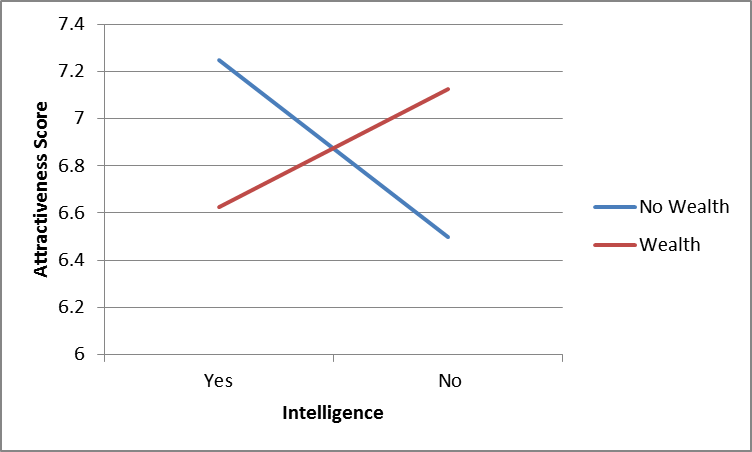 7.4
7.2
7
6.8
6.6
6.4
6.2
6
Attractiveness Score
Yes
No
Intelligence
No Wealth
Wealth